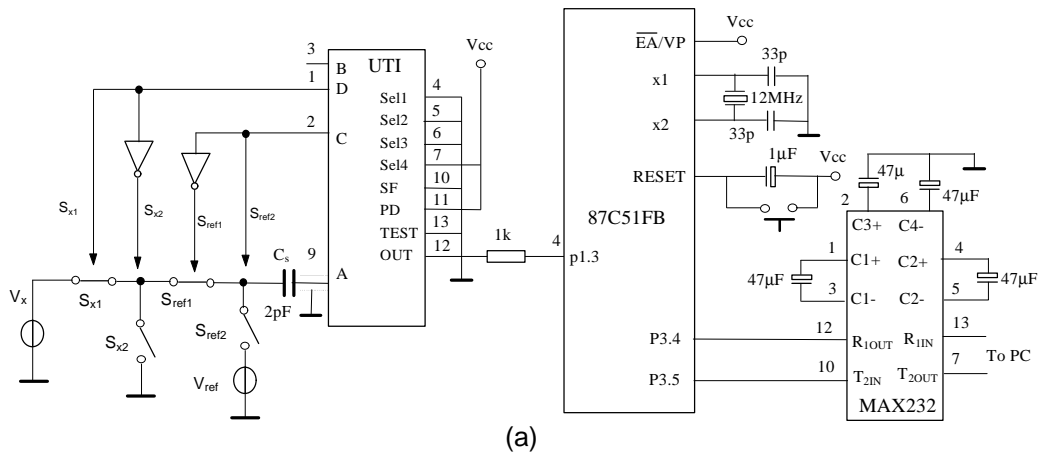 UTI
3
B
1
D
2
C
Sel1
4
Sel2
5
Sel3
6
Sel4
7
SF
10
PD
11
TEST
13
OUT
12
9
A
Vcc
Sx1
Sx2
Sref1
Sref2
Cs
2pF
Vx
Sx1
Sref1
Sx2
Sref2
Vref
1k
4
p1.3
87C51FB
EA/VP
Vcc
x1
33p
12MHz
x2
33p
1µF
RESET
Vcc
P3.4
P3.5
47µ
47µF
2
6
C3+
C4-
1
C1+
C2+
4
47µF
47µF
3
C1-
C2-
5
12
R1OUT
R1IN
13
To PC
10
T2IN
T2OUT
7
MAX232
(a)